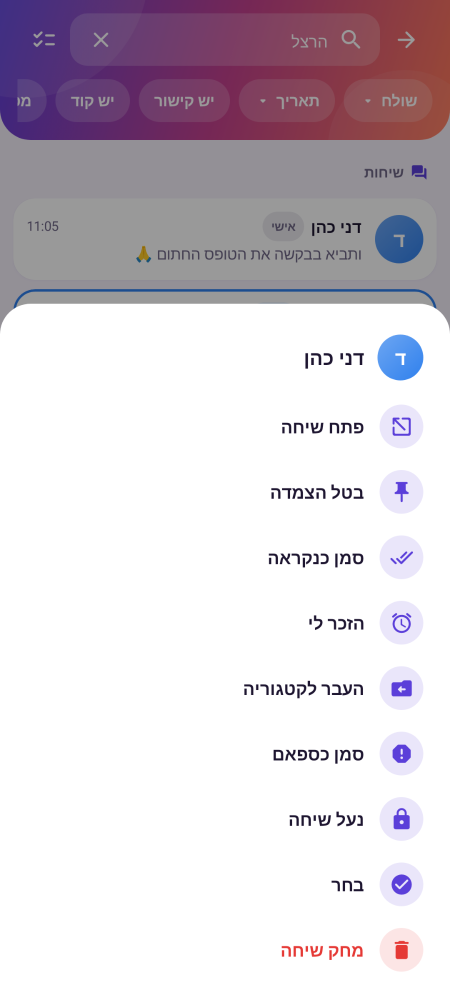 הרצל
שולח
תאריך
יש קישור
יש קוד
שיחות
ד
דני כהן
אישי
11:05
ותביא בבקשה את הטופס החתום 🙏
ד
דני כהן
פתח שיחה
בטל הצמדה
סמן כנקראה
הזכר לי
העבר לקטגוריה
סמן כספאם
נעל שיחה
בחר
מחק שיחה